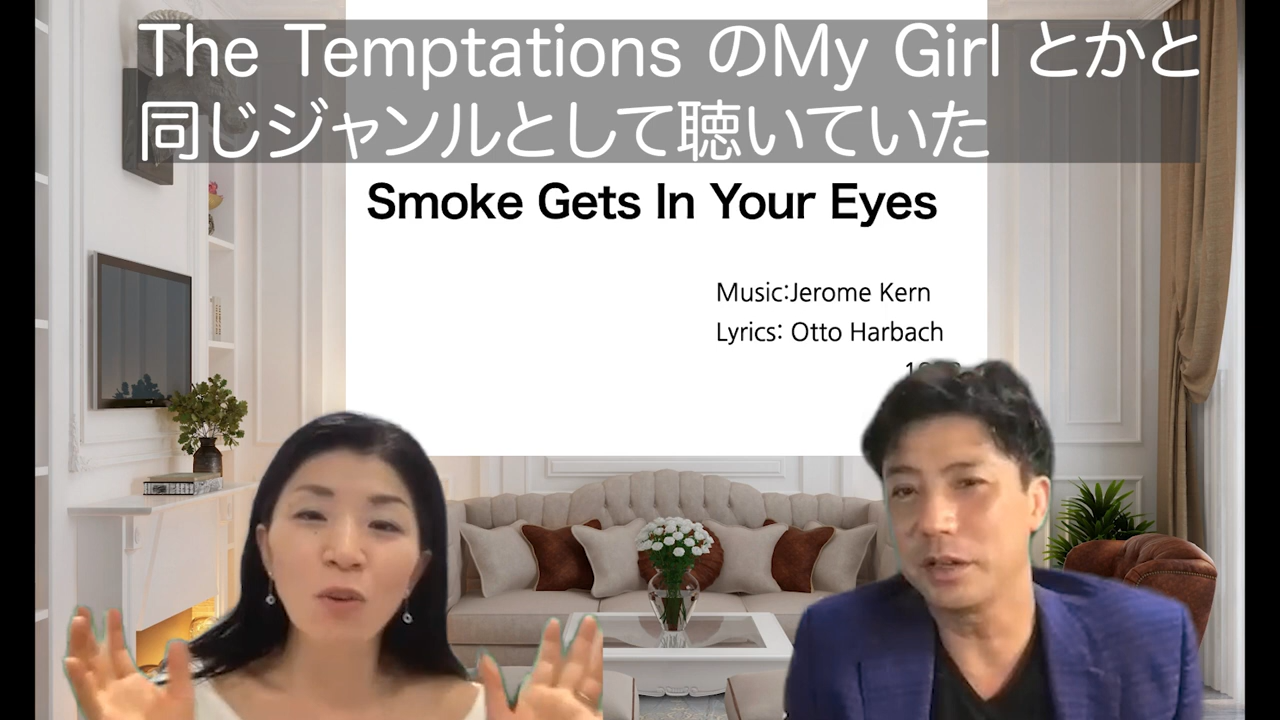 The Temptations のMy Girl とかと
同じジャンルとして聴いていた
Smoke Gets In Your Eyes
Music:Jerome Kern
Lyrics: Otto Harbach